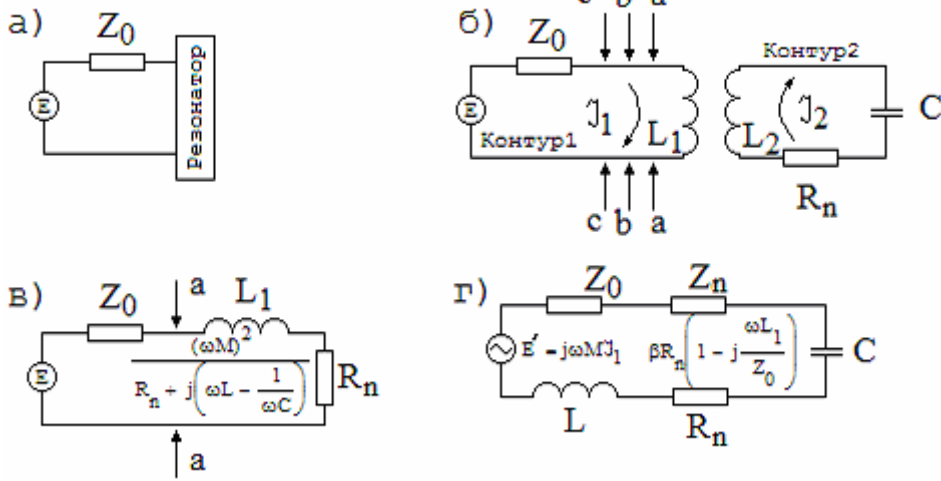 а)
Z0
E
Резонатор
б)
c b a
Z0
Контур2
E
Контур1
J1
L1
L2
J2
C
Rn
c b a
в)
Z0
a
L1
E
(ωM)^2
Rn + j(ωL - 1/ωC)
Rn
a
г)
Z0
Zn
E' = jωMJ1
βRn(1 - j ωL1/Z0)
C
L
Rn